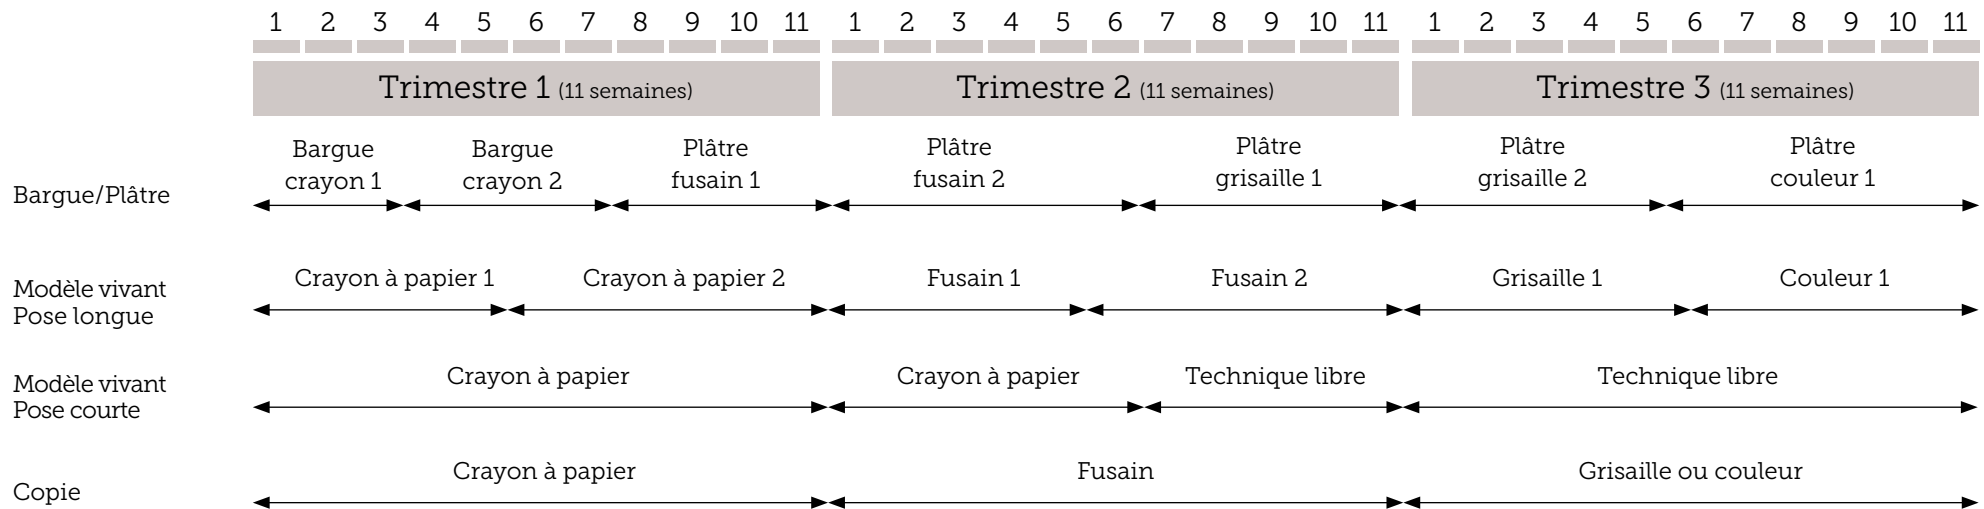 1 2 3 4 5 6 7 8 9 10 11 1 2 3 4 5 6 7 8 9 10 11 1 2 3 4 5 6 7 8 9 10 11
Trimestre 1 (11 semaines) Trimestre 2 (11 semaines) Trimestre 3 (11 semaines)
Bargue/Plâtre
Bargue
crayon 1
Bargue
crayon 2
Plâtre
fusain 1
Plâtre
fusain 2
Plâtre
grisaille 1
Plâtre
grisaille 2
Plâtre
couleur 1
Modèle vivant
Pose longue
Crayon à papier 1
Crayon à papier 2
Fusain 1
Fusain 2
Grisaille 1
Couleur 1
Modèle vivant
Pose courte
Crayon à papier
Crayon à papier
Technique libre
Technique libre
Copie
Crayon à papier
Fusain
Grisaille ou couleur